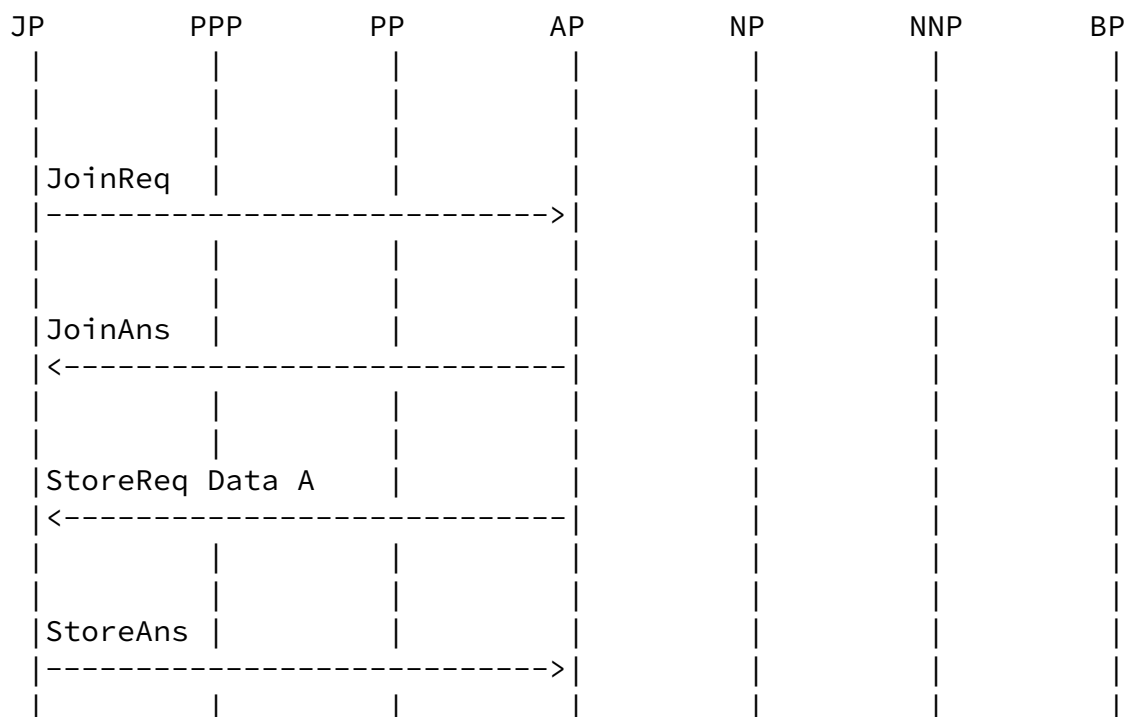 JP PPP PP AP NP NNP BP
JoinReq
JoinAns
StoreReq Data A
StoreAns